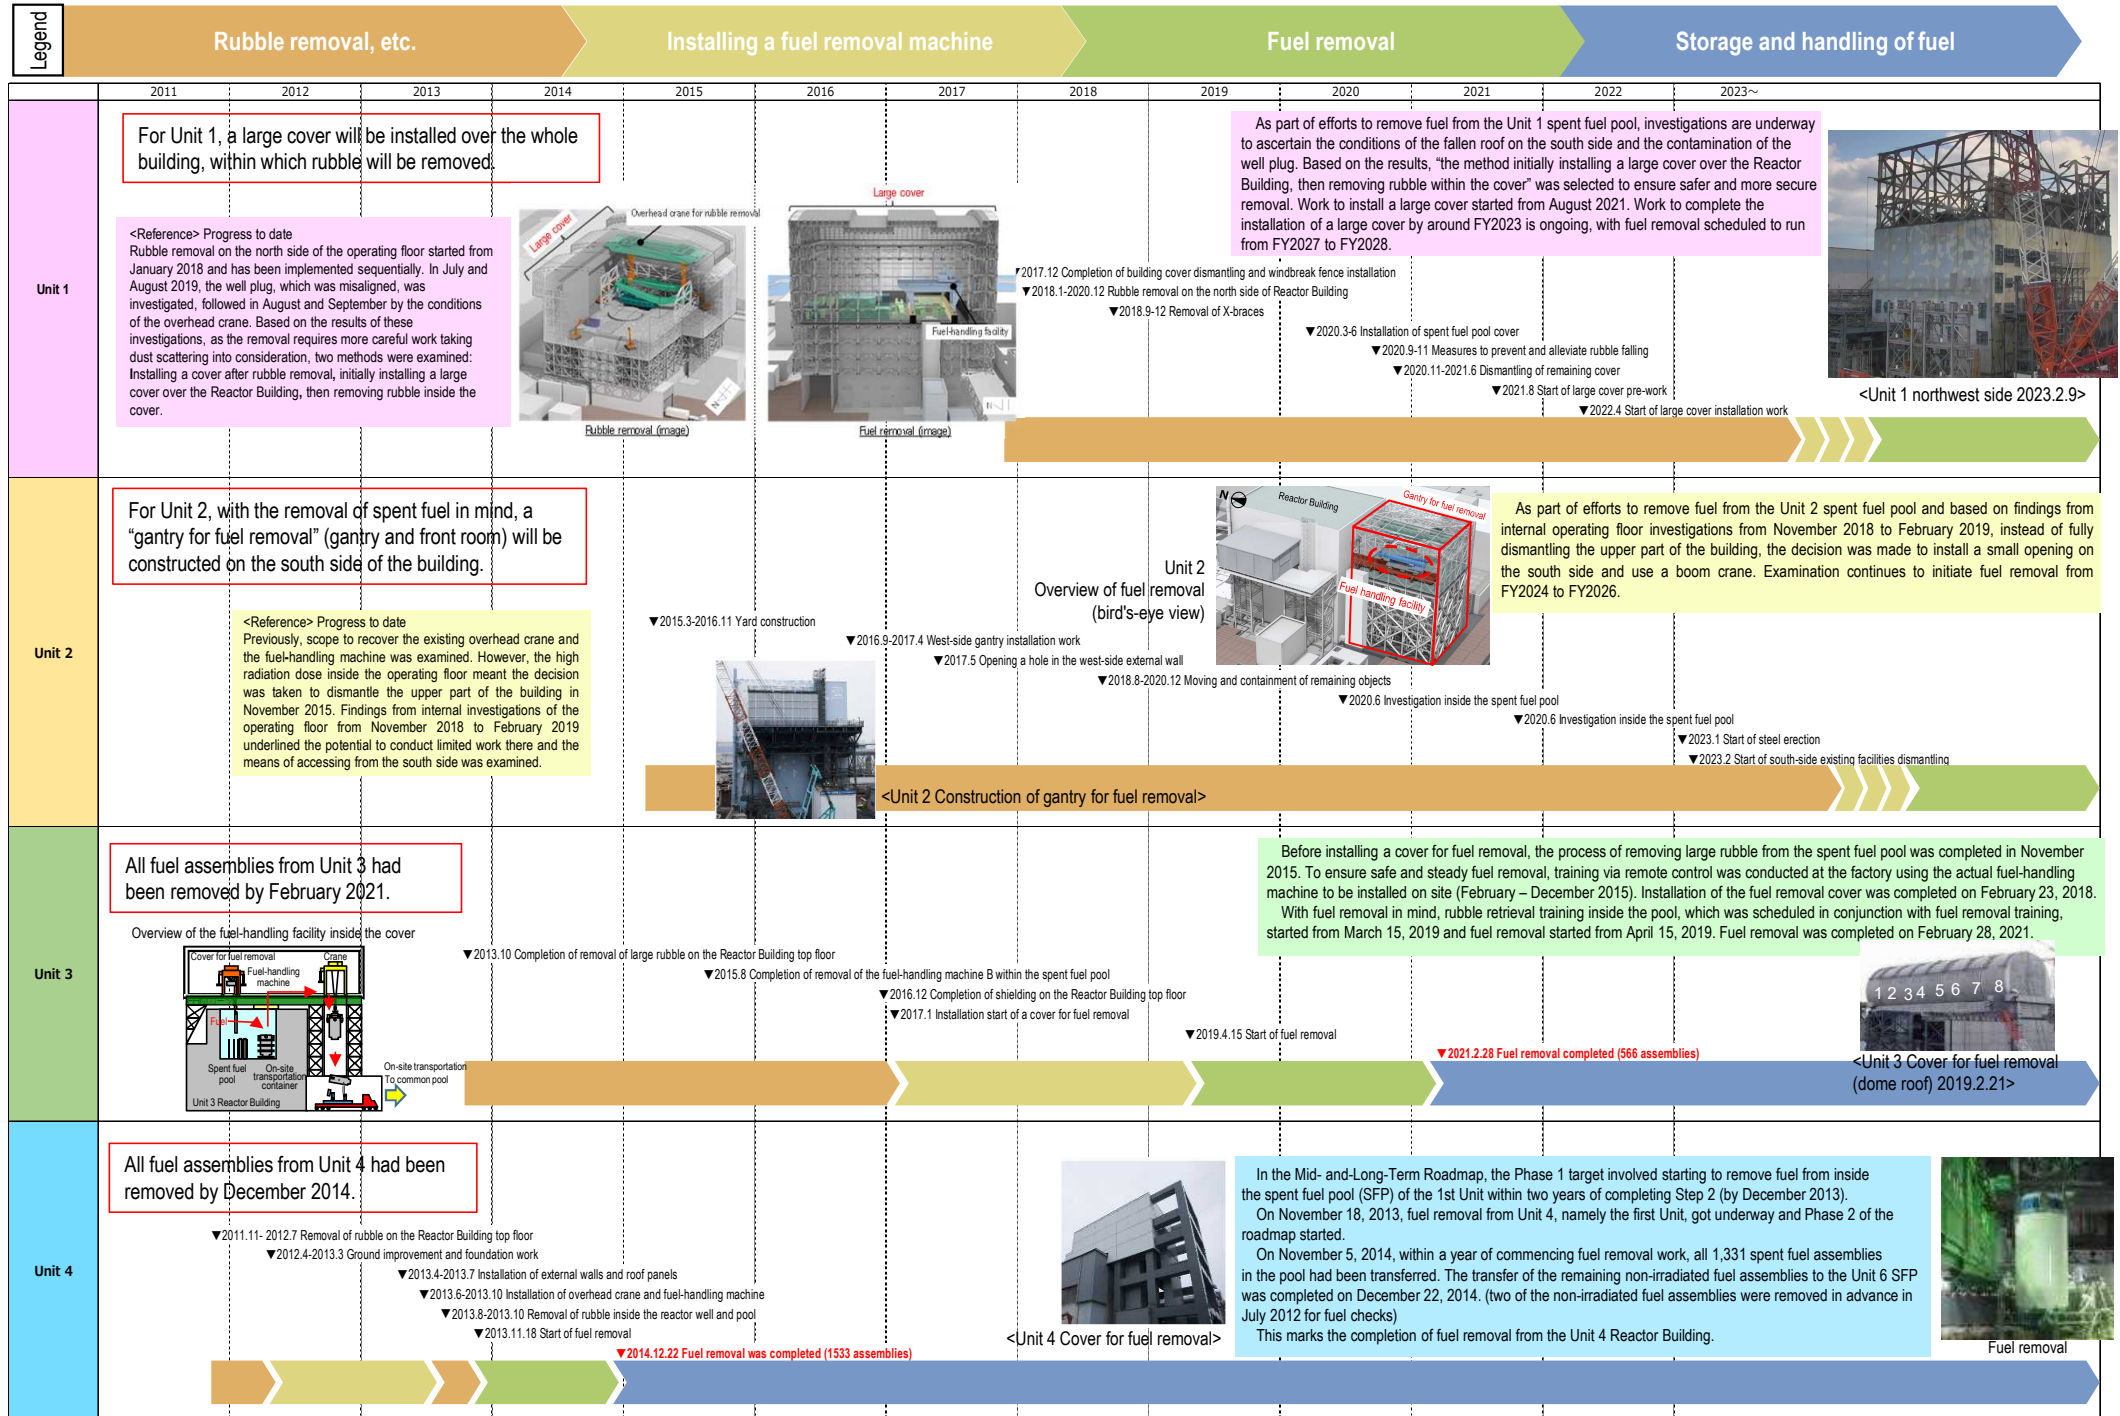 Legend
Rubble removal, etc.
Installing a fuel removal machine
Fuel removal
Storage and handling of fuel
2011
2012
2013
2014
2015
2016
2017
2018
2019
2020
2021
2022
2023～
Unit 1
For Unit 1, a large cover will be installed over the whole
building, within which rubble will be removed.
<Reference> Progress to date
Rubble removal on the north side of the operating floor started from
January 2018 and has been implemented sequentially. In July and
August 2019, the well plug, which was misaligned, was
investigated, followed in August and September by the conditions
of the overhead crane. Based on the results of these
investigations, as the removal requires more careful work taking
dust scattering into consideration, two methods were examined:
Installing a cover after rubble removal, initially installing a large
cover over the Reactor Building, then removing rubble inside the
cover.
Large cover
Overhead crane for rubble removal
N
Rubble removal (image)
Large cover
Fuel-handling facility
N
Fuel removal (image)
As part of efforts to remove fuel from the Unit 1 spent fuel pool, investigations are underway
to ascertain the conditions of the fallen roof on the south side and the contamination of the
well plug. Based on the results, “the method initially installing a large cover over the Reactor
Building, then removing rubble within the cover” was selected to ensure safer and more secure
removal. Work to install a large cover started from August 2021. Work to complete the
installation of a large cover by around FY2023 is ongoing, with fuel removal scheduled to run
from FY2027 to FY2028.
▼2017.12 Completion of building cover dismantling and windbreak fence installation
▼2018.1-2020.12 Rubble removal on the north side of Reactor Building
▼2018.9-12 Removal of X-braces
▼2020.3-6 Installation of spent fuel pool cover
▼2020.9-11 Measures to prevent and alleviate rubble falling
▼2020.11-2021.6 Dismantling of remaining cover
▼2021.8 Start of large cover pre-work
▼2022.4 Start of large cover installation work
<Unit 1 northwest side 2023.2.9>
Unit 2
For Unit 2, with the removal of spent fuel in mind, a
“gantry for fuel removal” (gantry and front room) will be
constructed on the south side of the building.
<Reference> Progress to date
Previously, scope to recover the existing overhead crane and
the fuel-handling machine was examined. However, the high
radiation dose inside the operating floor meant the decision
was taken to dismantle the upper part of the building in
November 2015. Findings from internal investigations of the
operating floor from November 2018 to February 2019
underlined the potential to conduct limited work there and the
means of accessing from the south side was examined.
Unit 2
Overview of fuel removal
(bird's-eye view)
N
Reactor Building
Gantry for fuel removal
Fuel handling facility
As part of efforts to remove fuel from the Unit 2 spent fuel pool and based on findings from
internal operating floor investigations from November 2018 to February 2019, instead of fully
dismantling the upper part of the building, the decision was made to install a small opening on
the south side and use a boom crane. Examination continues to initiate fuel removal from
FY2024 to FY2026.
▼2015.3-2016.11 Yard construction
▼2016.9-2017.4 West-side gantry installation work
▼2017.5 Opening a hole in the west-side external wall
▼2018.8-2020.12 Moving and containment of remaining objects
▼2020.6 Investigation inside the spent fuel pool
▼2020.6 Investigation inside the spent fuel pool
▼2023.1 Start of steel erection
▼2023.2 Start of south-side existing facilities dismantling
<Unit 2 Construction of gantry for fuel removal>
Unit 3
All fuel assemblies from Unit 3 had
been removed by February 2021.
Overview of the fuel-handling facility inside the cover
Cover for fuel removal
Crane
Fuel-handling
machine
Fuel
Spent fuel
pool
On-site
transportation
container
Unit 3 Reactor Building
On-site transportation
To common pool
Before installing a cover for fuel removal, the process of removing large rubble from the spent fuel pool was completed in November
2015. To ensure safe and steady fuel removal, training via remote control was conducted at the factory using the actual fuel-handling
machine to be installed on site (February – December 2015). Installation of the fuel removal cover was completed on February 23, 2018.
With fuel removal in mind, rubble retrieval training inside the pool, which was scheduled in conjunction with fuel removal training,
started from March 15, 2019 and fuel removal started from April 15, 2019. Fuel removal was completed on February 28, 2021.
▼2013.10 Completion of removal of large rubble on the Reactor Building top floor
▼2015.8 Completion of removal of the fuel-handling machine B within the spent fuel pool
▼2016.12 Completion of shielding on the Reactor Building top floor
▼2017.1 Installation start of a cover for fuel removal
▼2019.4.15 Start of fuel removal
▼2021.2.28 Fuel removal completed (566 assemblies)
1 2 3 4 5 6 7 8
<Unit 3 Cover for fuel removal
(dome roof) 2019.2.21>
Unit 4
All fuel assemblies from Unit 4 had been
removed by December 2014.
▼2011.11- 2012.7 Removal of rubble on the Reactor Building top floor
▼2012.4-2013.3 Ground improvement and foundation work
▼2013.4-2013.7 Installation of external walls and roof panels
▼2013.6-2013.10 Installation of overhead crane and fuel-handling machine
▼2013.8-2013.10 Removal of rubble inside the reactor well and pool
▼2013.11.18 Start of fuel removal
▼2014.12.22 Fuel removal was completed (1533 assemblies)
<Unit 4 Cover for fuel removal>
In the Mid- and-Long-Term Roadmap, the Phase 1 target involved starting to remove fuel from inside
the spent fuel pool (SFP) of the 1st Unit within two years of completing Step 2 (by December 2013).
On November 18, 2013, fuel removal from Unit 4, namely the first Unit, got underway and Phase 2 of the
roadmap started.
On November 5, 2014, within a year of commencing fuel removal work, all 1,331 spent fuel assemblies
in the pool had been transferred. The transfer of the remaining non-irradiated fuel assemblies to the Unit 6 SFP
was completed on December 22, 2014. (two of the non-irradiated fuel assemblies were removed in advance in
July 2012 for fuel checks)
This marks the completion of fuel removal from the Unit 4 Reactor Building.
Fuel removal